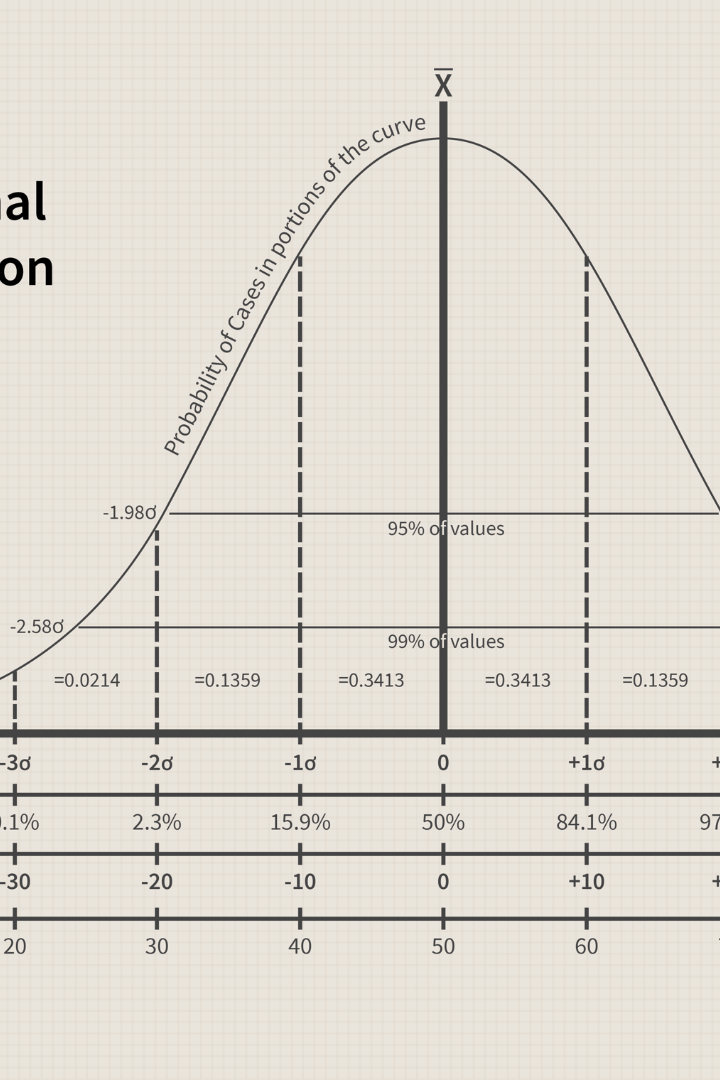 X̅
Probability of Cases in portions of the curve
-1.98σ
95% of values
-2.58σ
99% of values
=0.0214 =0.1359 =0.3413 =0.3413 =0.1359
-3σ -2σ -1σ 0 +1σ +
.1% 2.3% 15.9% 50% 84.1% 97
-30 -20 -10 0 +10 +
20 30 40 50 60
al
on